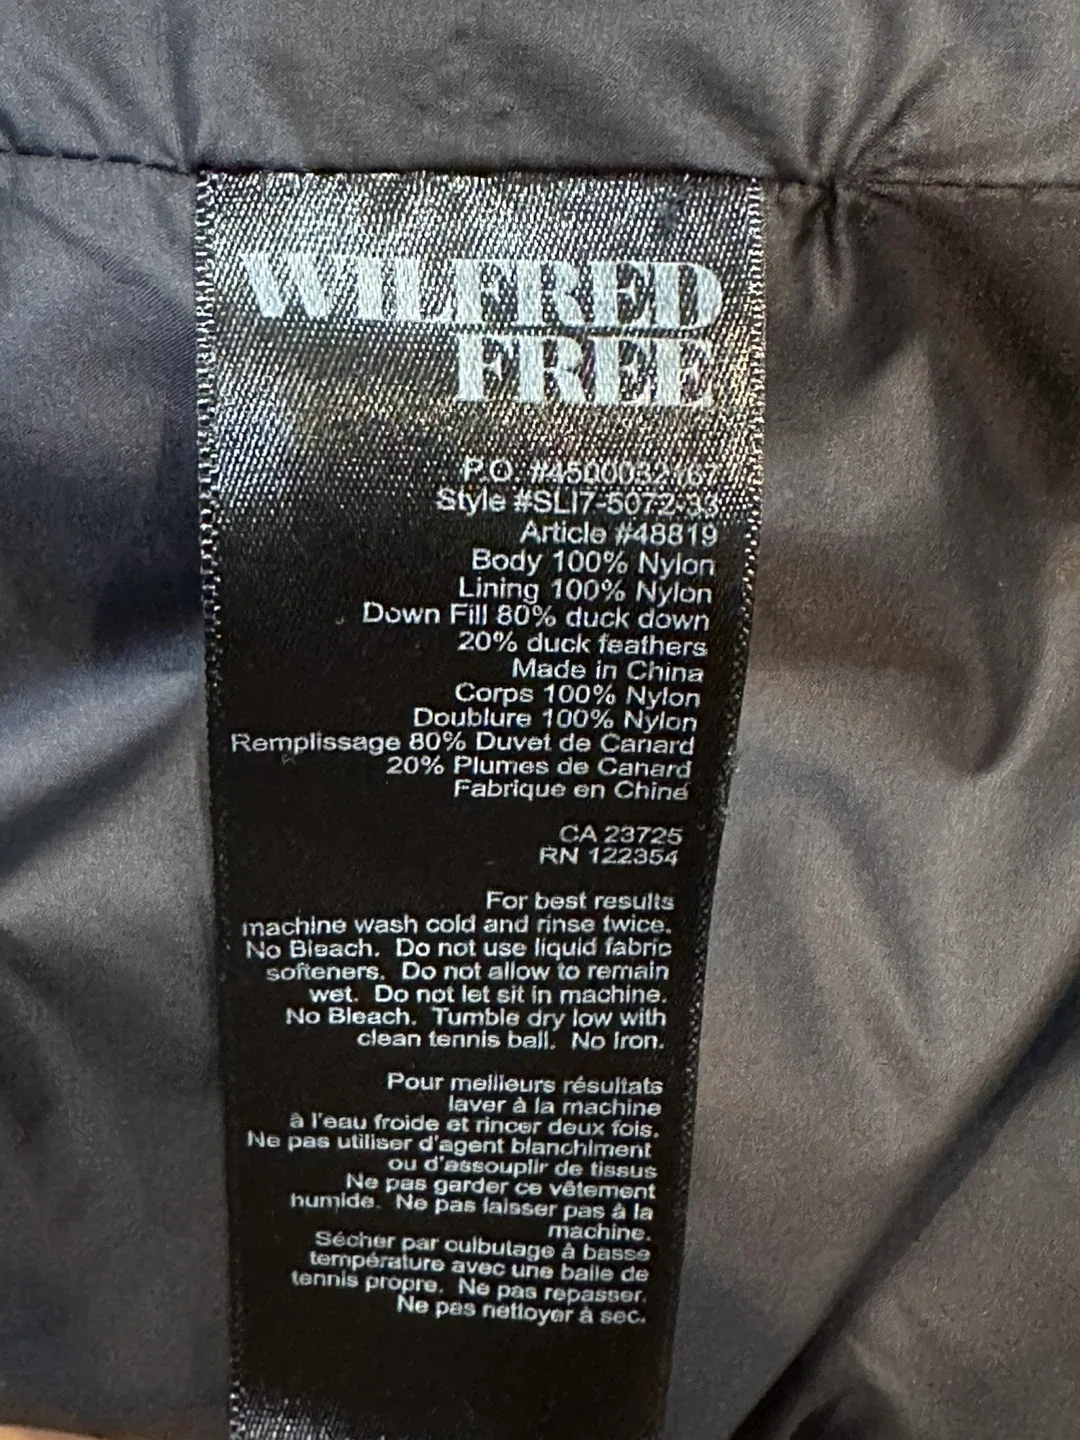 WILFRED
FREE
P.O. #4500032167
Style #SLI7-5072-33
Article #48819
Body 100% Nylon
Lining 100% Nylon
Down Fill 80% duck down
20% duck feathers
Made in China
Corps 100% Nylon
Doublure 100% Nylon
Remplissage 80% Duvet de Canard
20% Plumes de Canard
Fabrique en Chine
CA 23725
RN 122354
For best results
machine wash cold and rinse twice.
No Bleach. Do not use liquid fabric
softeners. Do not allow to remain
wet. Do not let sit in machine.
No Bleach. Tumble dry low with
clean tennis ball. No Iron.
Pour meilleurs résultats
laver à la machine
à l'eau froide et rincer deux fois.
Ne pas utiliser d'agent blanchiment
ou d'assouplir de tissus
Ne pas garder ce vêtement
humide. Ne pas laisser pas à la
machine.
Sécher par culbutage à basse
température avec une balle de
tennis propre. Ne pas repasser.
Ne pas nettoyer à sec.